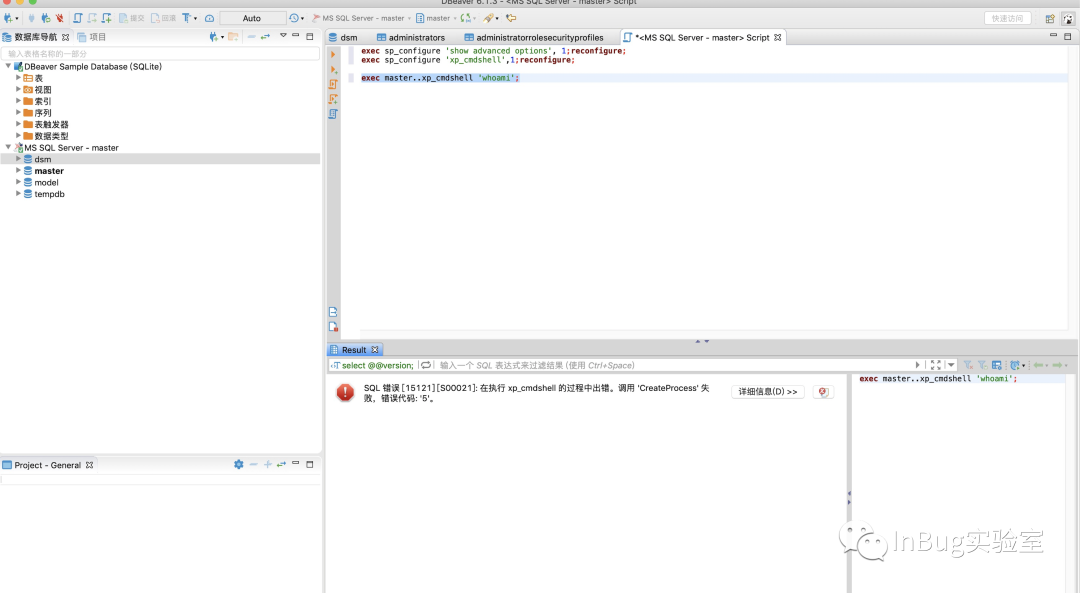 DBeaver 6.1.3 - <MS SQL Server - master> Script
提交
回滚
Auto
MS SQL Server - master
master
快速访问
数据库导航
项目
输入表格名称的一部分
DBeaver Sample Database (SQLite)
表
视图
索引
序列
表触发器
数据类型
MS SQL Server - master
dsm
master
model
tempdb
Project - General
dsm
administrators
administratorrolesecurityprofiles
*<MS SQL Server - master> Script
exec sp_configure 'show advanced options', 1;reconfigure;
exec sp_configure 'xp_cmdshell',1;reconfigure;
exec master..xp_cmdshell 'whoami';
Result
select @@version;
输入一个 SQL 表达式来过滤结果 (使用 Ctrl+Space)
SQL 错误 [15121] [S00021]: 在执行 xp_cmdshell 的过程中出错。调用 'CreateProcess' 失
败，错误代码: '5'。
详细信息(D) >>
exec master..xp_cmdshell 'whoami';
InBug实验室